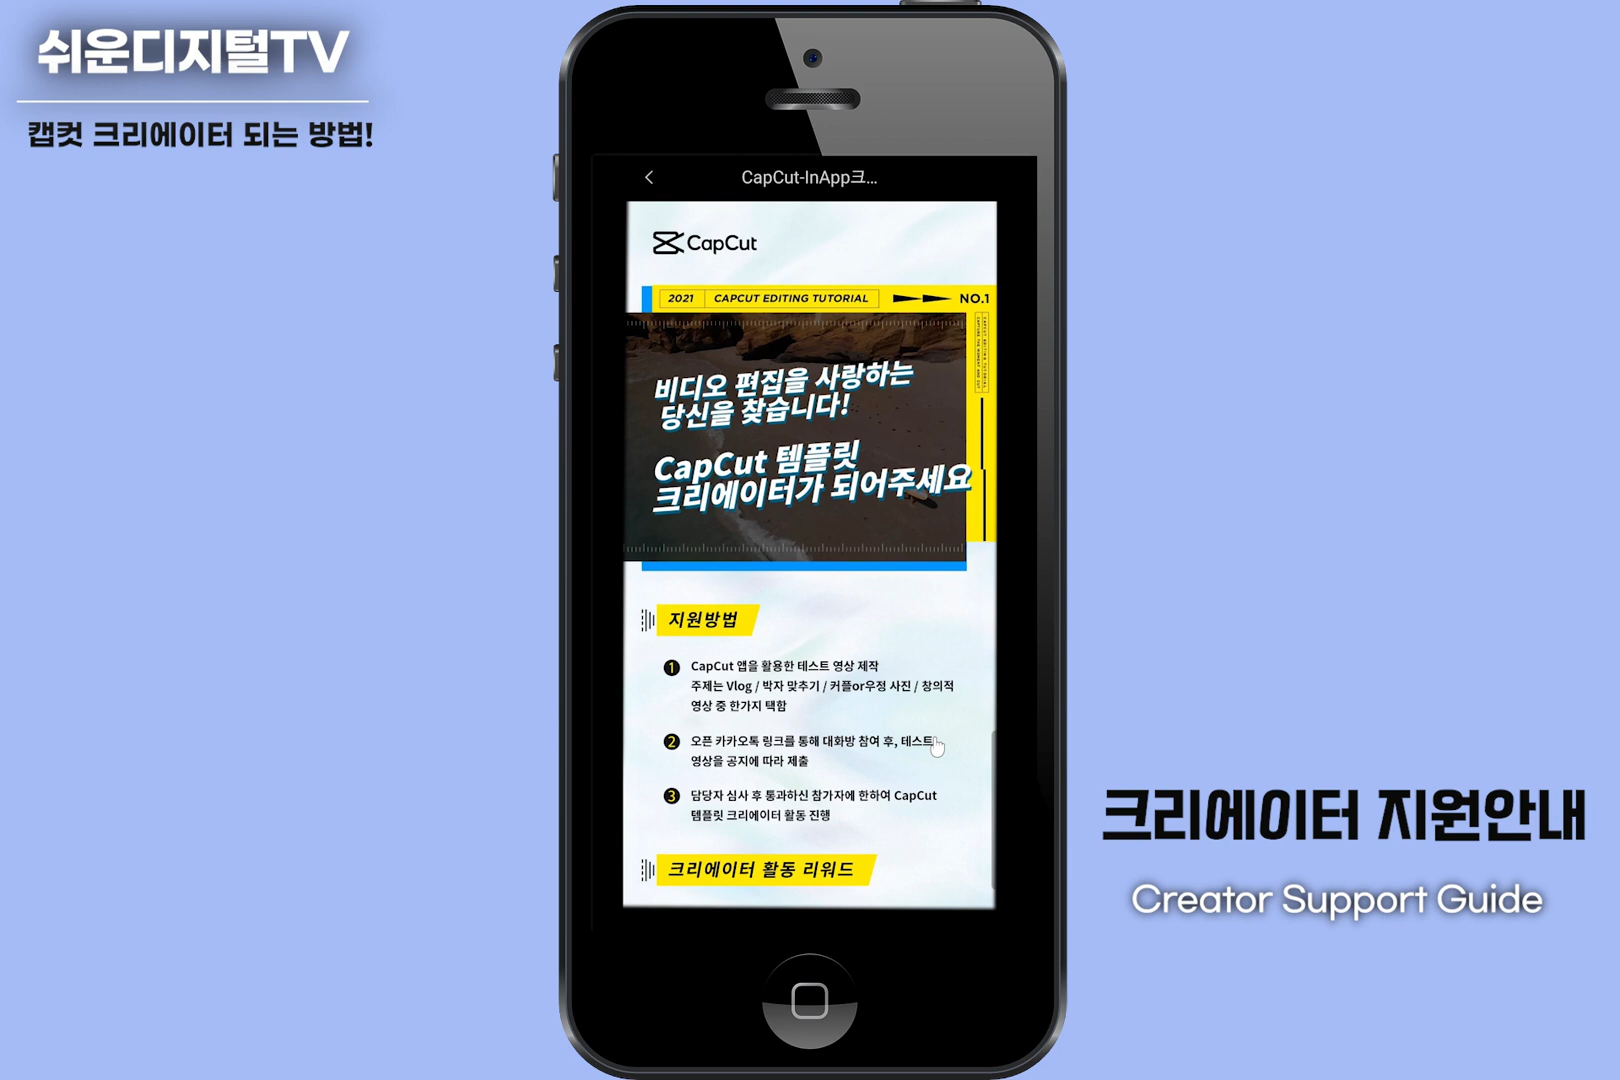 쉬운디지털TV
캡컷 크리에이터 되는 방법!
CapCut-InApp크...
CapCut
2021 CAPCUT EDITING TUTORIAL NO.1
비디오 편집을 사랑하는
당신을 찾습니다!
CapCut 템플릿
크리에이터가 되어주세요
지원방법
1 CapCut 앱을 활용한 테스트 영상 제작
주제는 Vlog / 박자 맞추기 / 커플or우정 사진 / 창의적
영상 중 한가지 택함
2 오픈 카카오톡 링크를 통해 대화방 참여 후, 테스트
영상을 공지에 따라 제출
3 담당자 심사 후 통과하신 참가자에 한하여 CapCut
템플릿 크리에이터 활동 진행
크리에이터 활동 리워드
크리에이터 지원안내
Creator Support Guide